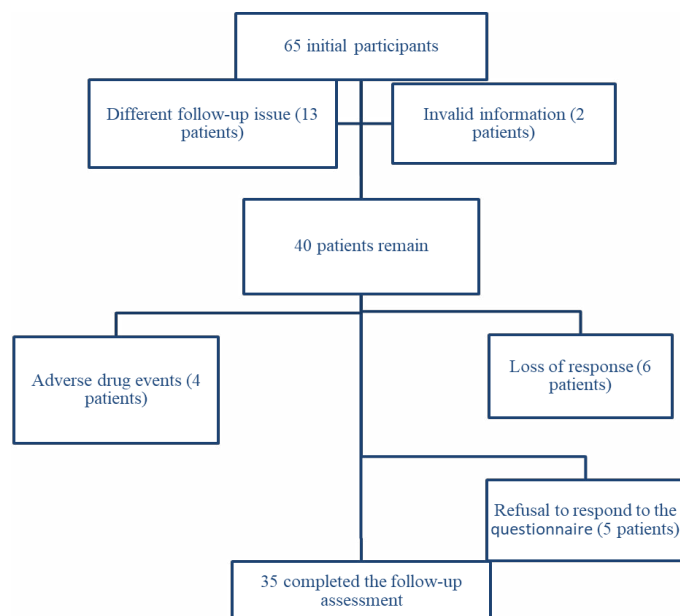 65 initial participants
Different follow-up issue (13
patients)
Invalid information (2
patients)
40 patients remain
Adverse drug events (4
patients)
Loss of response (6
patients)
Refusal to respond to the
questionnaire (5 patients)
35 completed the follow-up
assessment